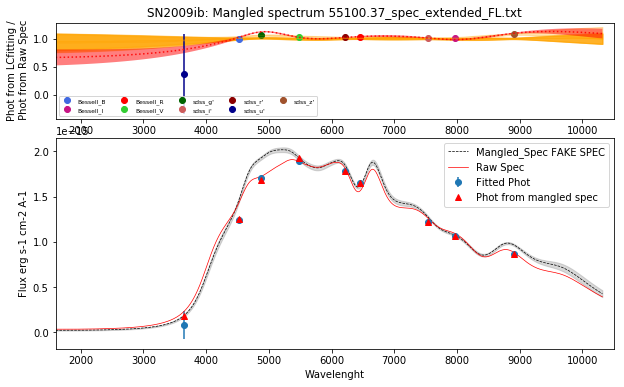 SN2009ib: Mangled spectrum 55100.37_spec_extended_FL.txt
Phot from LCfitting /
Phot from Raw Spec
1.0
0.5
0.0
Bessell_B
Bessell_I
Bessell_R
Bessell_V
sdss_g'
sdss_i'
sdss_r'
sdss_u'
sdss_z'
2000 3000 4000 5000 6000 7000 8000 9000 10000
Flux erg s-1 cm-2 A-1
2.0
1.5
1.0
0.5
0.0
Mangled_Spec FAKE SPEC
Raw Spec
Fitted Phot
Phot from mangled spec
2000 3000 4000 5000 6000 7000 8000 9000 10000
Wavelenght